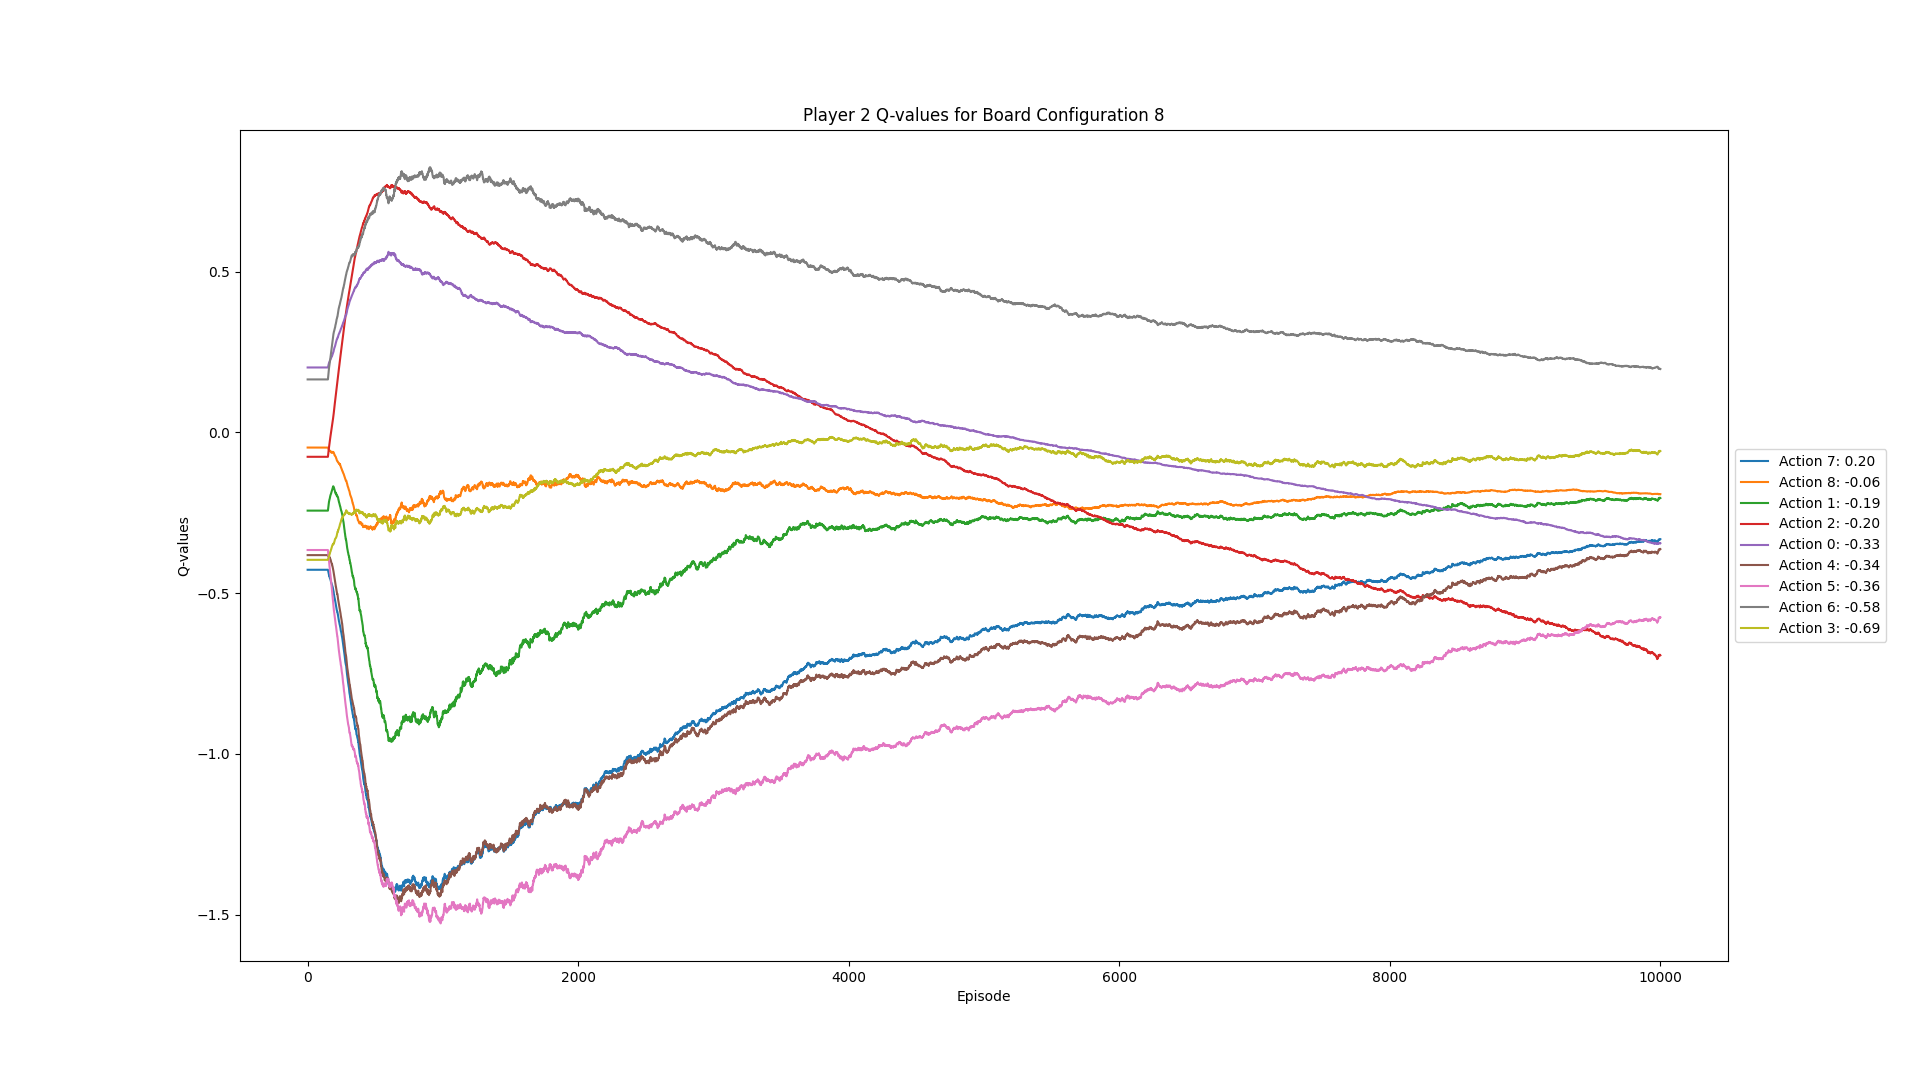 Player 2 Q-values for Board Configuration 8
Q-values
0.5
0.0
−0.5
−1.0
−1.5
0
2000
4000
6000
8000
10000
Episode
Action 7: 0.20
Action 8: -0.06
Action 1: -0.19
Action 2: -0.20
Action 0: -0.33
Action 4: -0.34
Action 5: -0.36
Action 6: -0.58
Action 3: -0.69